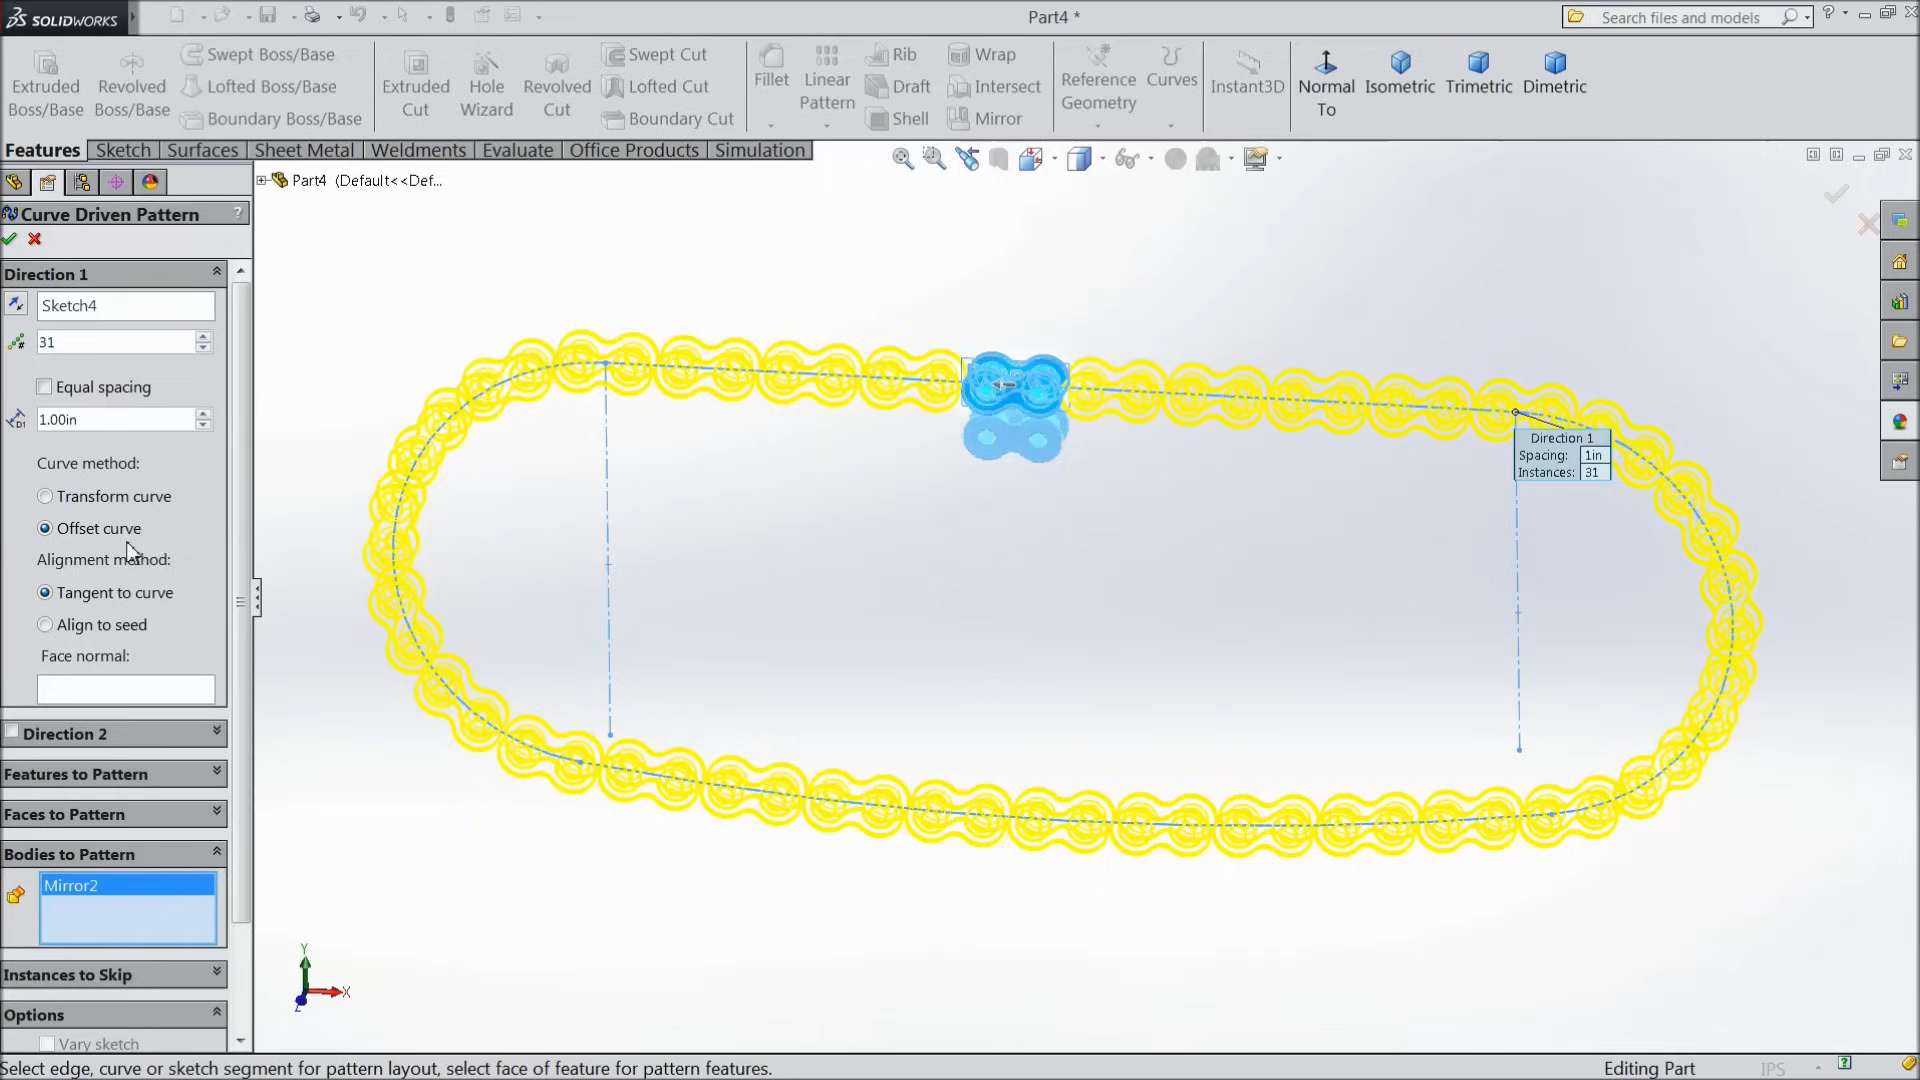 SOLIDWORKS
Part4 *
Search files and models
?
Extruded
Boss/Base
Revolved
Boss/Base
Swept Boss/Base
Lofted Boss/Base
Boundary Boss/Base
Extruded
Cut
Hole
Wizard
Revolved
Cut
Swept Cut
Lofted Cut
Boundary Cut
Fillet
Linear
Pattern
Rib
Draft
Shell
Wrap
Intersect
Mirror
Reference
Geometry
Curves
Instant3D
Normal
To
Isometric
Trimetric
Dimetric
Features
Sketch
Surfaces
Sheet Metal
Weldments
Evaluate
Office Products
Simulation
Part4 (Default<<Def...
Curve Driven Pattern
?
Direction 1
Sketch4
31
Equal spacing
D1
1.00in
Curve method:
Transform curve
Offset curve
Alignment method:
Tangent to curve
Align to seed
Face normal:
Direction 2
Features to Pattern
Faces to Pattern
Bodies to Pattern
Mirror2
Instances to Skip
Options
Vary sketch
Direction 1
Spacing: 1in
Instances: 31
Y
X
Z
Select edge, curve or sketch segment for pattern layout, select face of feature for pattern features.
Editing Part
IPS
?